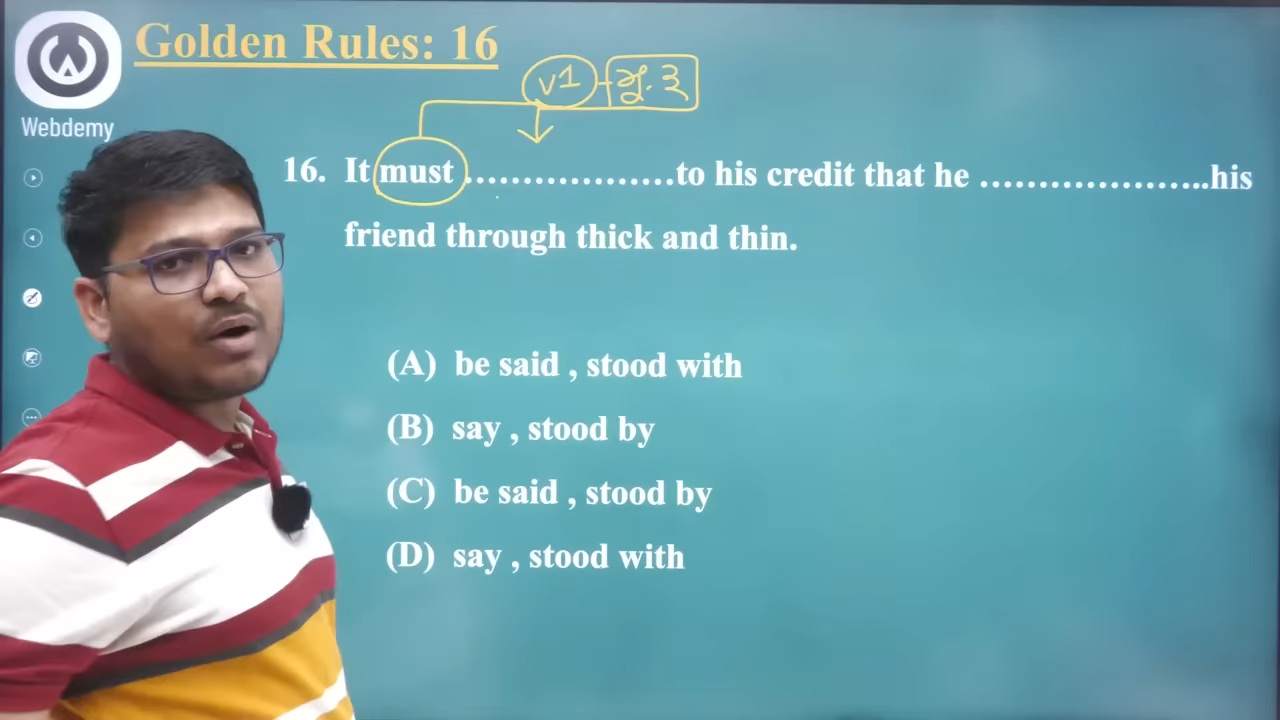 Golden Rules: 16
v1 - भू.३
Webdemy
16. It must ....................to his credit that he ......................his
friend through thick and thin.
(A) be said , stood with
(B) say , stood by
(C) be said , stood by
(D) say , stood with